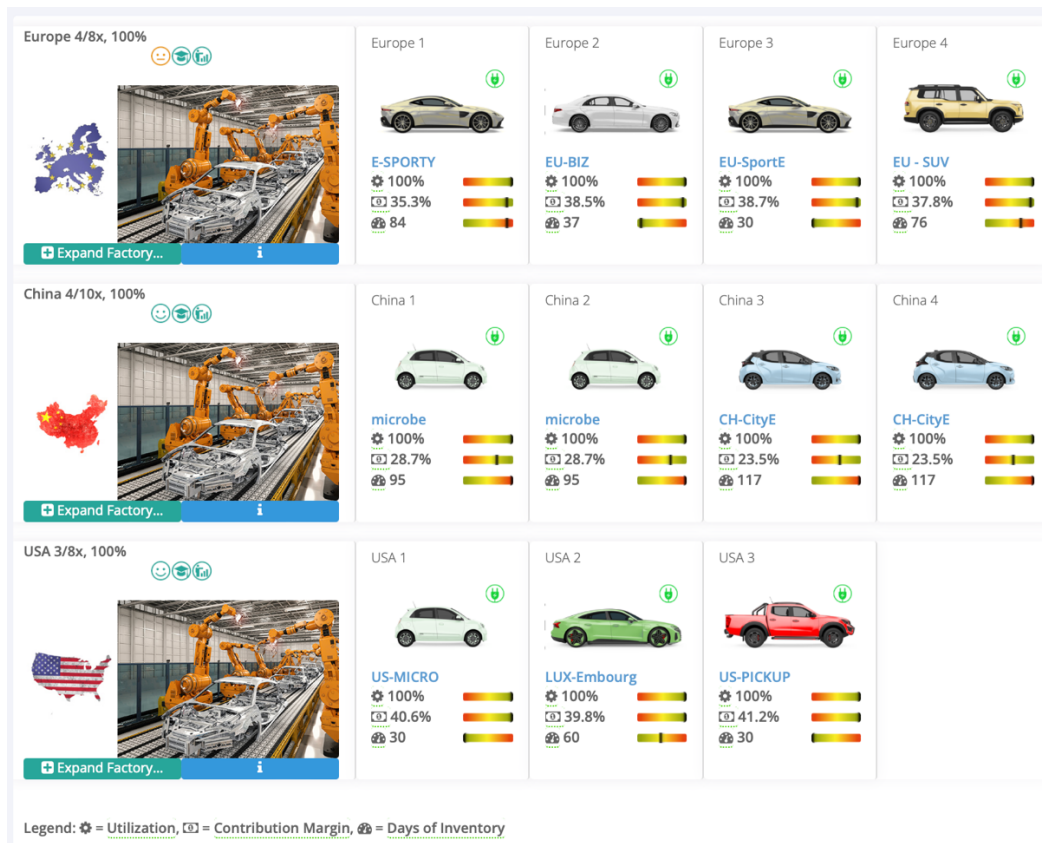 Europe 4/8x, 100%
Expand Factory...
i
Europe 1
E-SPORTY
100%
35.3%
84
Europe 2
EU-BIZ
100%
38.5%
37
Europe 3
EU-SportE
100%
38.7%
30
Europe 4
EU - SUV
100%
37.8%
76
China 4/10x, 100%
Expand Factory...
i
China 1
microbe
100%
28.7%
95
China 2
microbe
100%
28.7%
95
China 3
CH-CityE
100%
23.5%
117
China 4
CH-CityE
100%
23.5%
117
USA 3/8x, 100%
Expand Factory...
i
USA 1
US-MICRO
100%
40.6%
30
USA 2
LUX-Embourg
100%
39.8%
60
USA 3
US-PICKUP
100%
41.2%
30
Legend: = Utilization, = Contribution Margin, = Days of Inventory